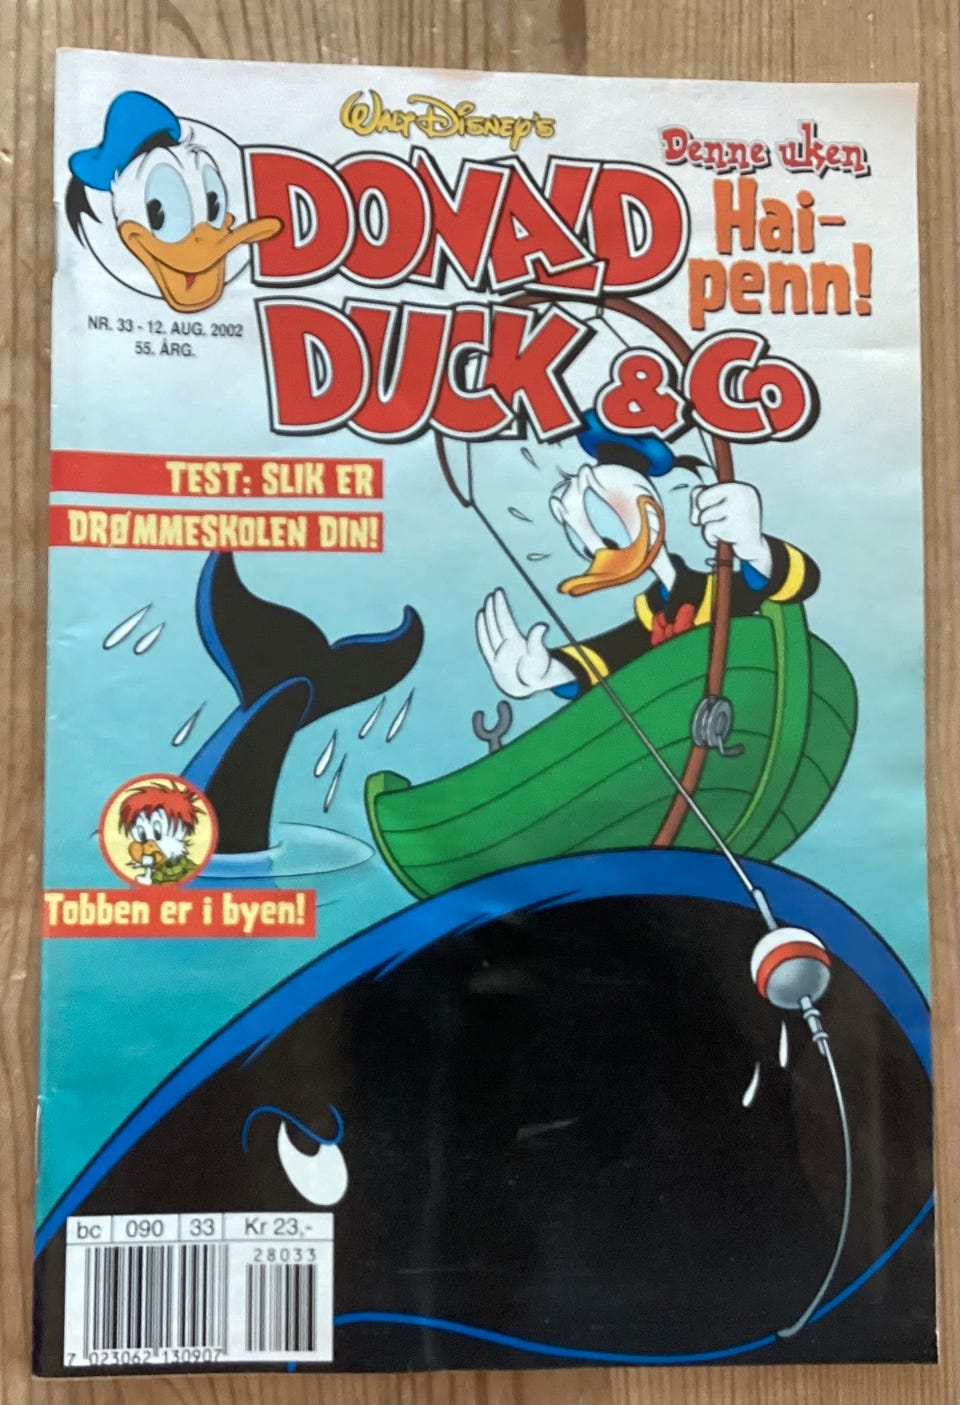 Walt Disney's
DONALD
DUCK & Co
Denne uken
Hai-
penn!
NR. 33 - 12. AUG. 2002
55. ÅRG.
TEST: SLIK ER
DRØMMESKOLEN DIN!
Tobben er i byen!
bc 090 33 Kr 23,-
28033
7 023062 130907